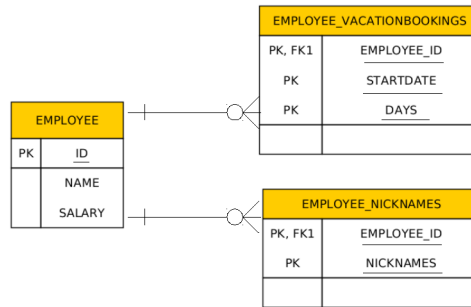 EMPLOYEE_VACATIONBOOKINGS
PK, FK1 EMPLOYEE_ID
PK STARTDATE
PK DAYS
EMPLOYEE
PK ID
NAME
SALARY
EMPLOYEE_NICKNAMES
PK, FK1 EMPLOYEE_ID
PK NICKNAMES